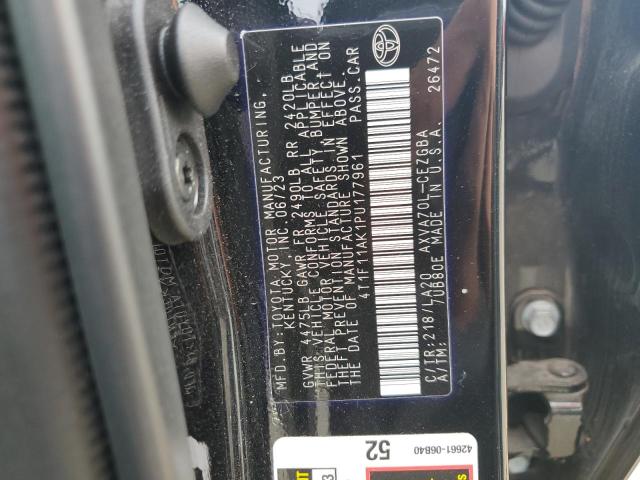 MFD.BY:TOYOTA MOTOR MANUFACTURING,
KENTUCKY, INC. 06/23
GVWR 4475LB GAWR FR 2490LB RR 2420LB
THIS VEHICLE CONFORMS TO ALL APPLICABLE
FEDERAL MOTOR VEHICLE SAFETY, BUMPER, AND
THEFT PREVENTION STANDARDS IN EFFECT ON
THE DATE OF MANUFACTURE SHOWN ABOVE.
4T1F11AK1PU177961 PASS.CAR
C/TR:218/LA20 AXVA70L-CEZGBA
A/TM: -/UB80E MADE IN U.S.A. 26472
42661-06B40
52